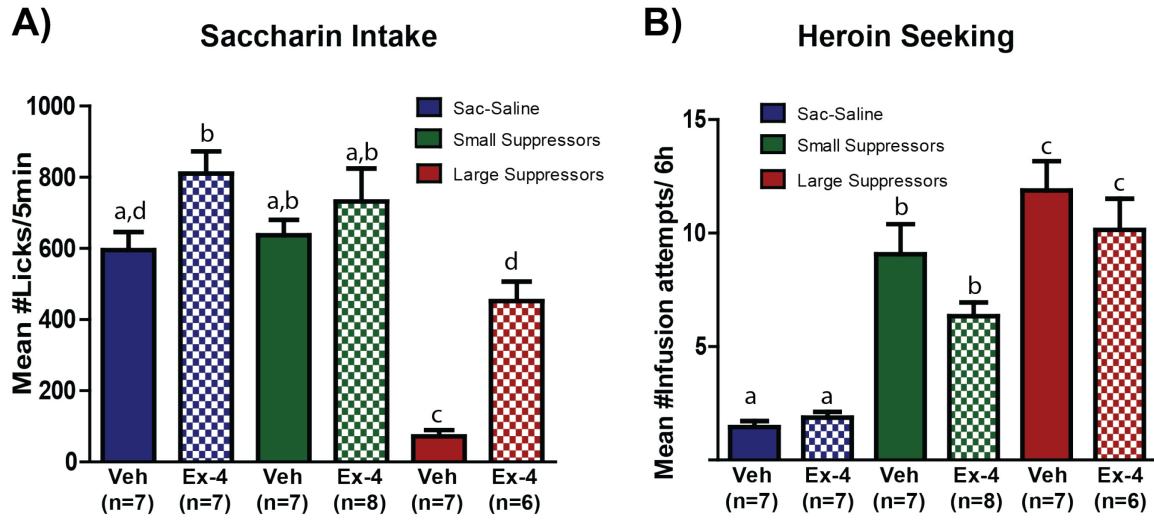 A)
Saccharin Intake
Mean #Licks/5min
1000
800
600
400
200
0
Sac-Saline
Small Suppressors
Large Suppressors
a,d
b
a,b
a,b
c
d
Veh Ex-4 Veh Ex-4 Veh Ex-4
(n=7) (n=7) (n=7) (n=8) (n=7) (n=6)
B)
Heroin Seeking
Mean #Infusion attempts/ 6h
15
10
5
Sac-Saline
Small Suppressors
Large Suppressors
a
a
b
b
c
c
Veh Ex-4 Veh Ex-4 Veh Ex-4
(n=7) (n=7) (n=7) (n=8) (n=7) (n=6)